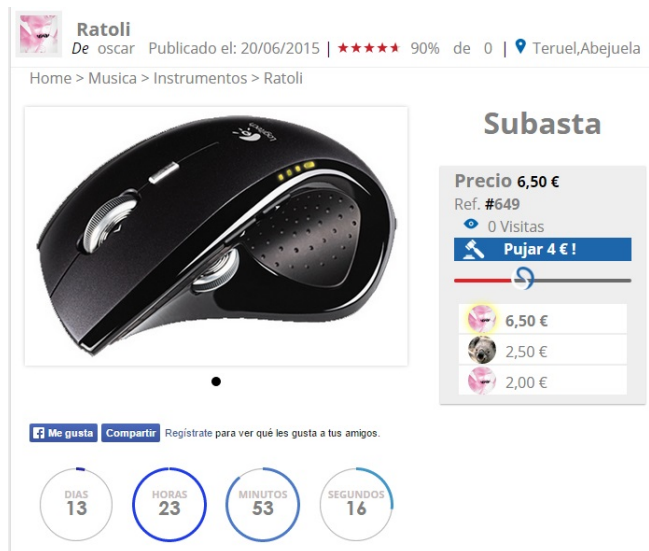 Ratoli
De oscar Publicado el: 20/06/2015 | 90% de 0 | Teruel,Abejuela
Home > Musica > Instrumentos > Ratoli
Logitech
Subasta
Precio 6,50 €
Ref. #649
0 Visitas
Pujar 4 € !
6,50 €
2,50 €
2,00 €
Me gusta Compartir Regístrate para ver qué les gusta a tus amigos.
DIAS HORAS MINUTOS SEGUNDOS
13 23 53 16